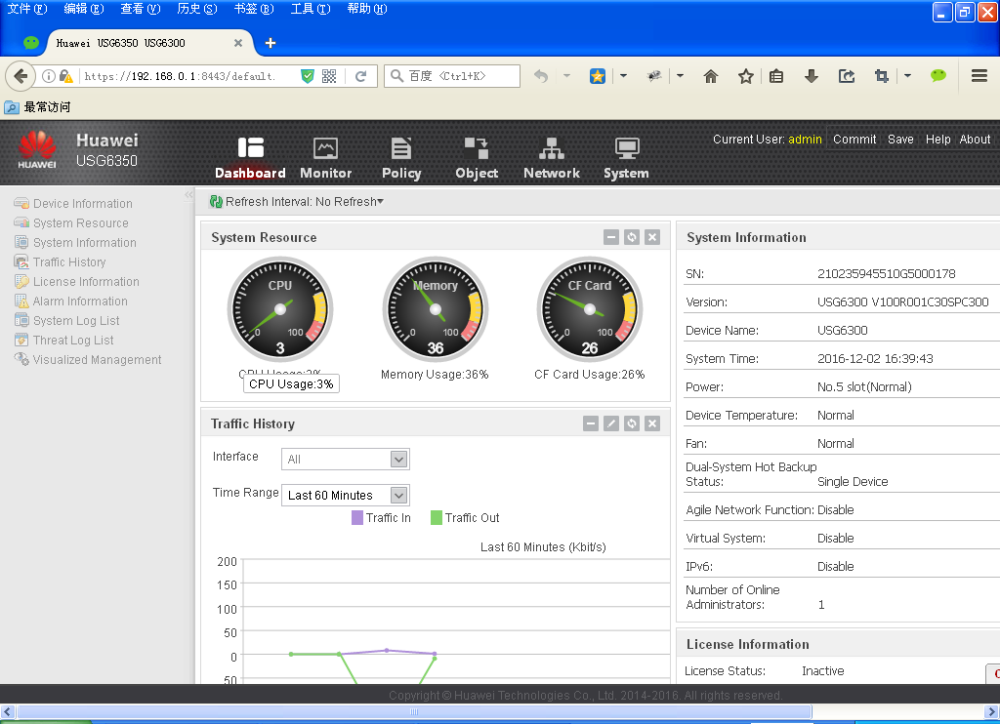 文件(F) 编辑(E) 查看(V) 历史(S) 书签(B) 工具(T) 帮助(H)
Huawei USG6350 USG6300
https://192.168.0.1:8443/default.
百度 <Ctrl+K>
最常访问
HUAWEI
Huawei
USG6350
Dashboard Monitor Policy Object Network System
Current User: admin Commit Save Help About
Device Information
System Resource
System Information
Traffic History
License Information
Alarm Information
System Log List
Threat Log List
Visualized Management
Refresh Interval: No Refresh
System Resource
CPU
0 100
3
Memory
0 100
36
CF Card
0 100
26
CPU Usage:3%
Memory Usage:36%
CF Card Usage:26%
CPU Usage:3%
Traffic History
Interface All
Time Range Last 60 Minutes
Traffic In Traffic Out
Last 60 Minutes (Kbit/s)
200
150
100
50
0
50
System Information
SN: 210235945510G5000178
Version: USG6300 V100R001C30SPC300
Device Name: USG6300
System Time: 2016-12-02 16:39:43
Power: No.5 slot(Normal)
Device Temperature: Normal
Fan: Normal
Dual-System Hot Backup
Status: Single Device
Agile Network Function: Disable
Virtual System: Disable
IPv6: Disable
Number of Online
Administrators: 1
License Information
License Status: Inactive
Copyright © Huawei Technologies Co., Ltd. 2014-2016. All rights reserved.